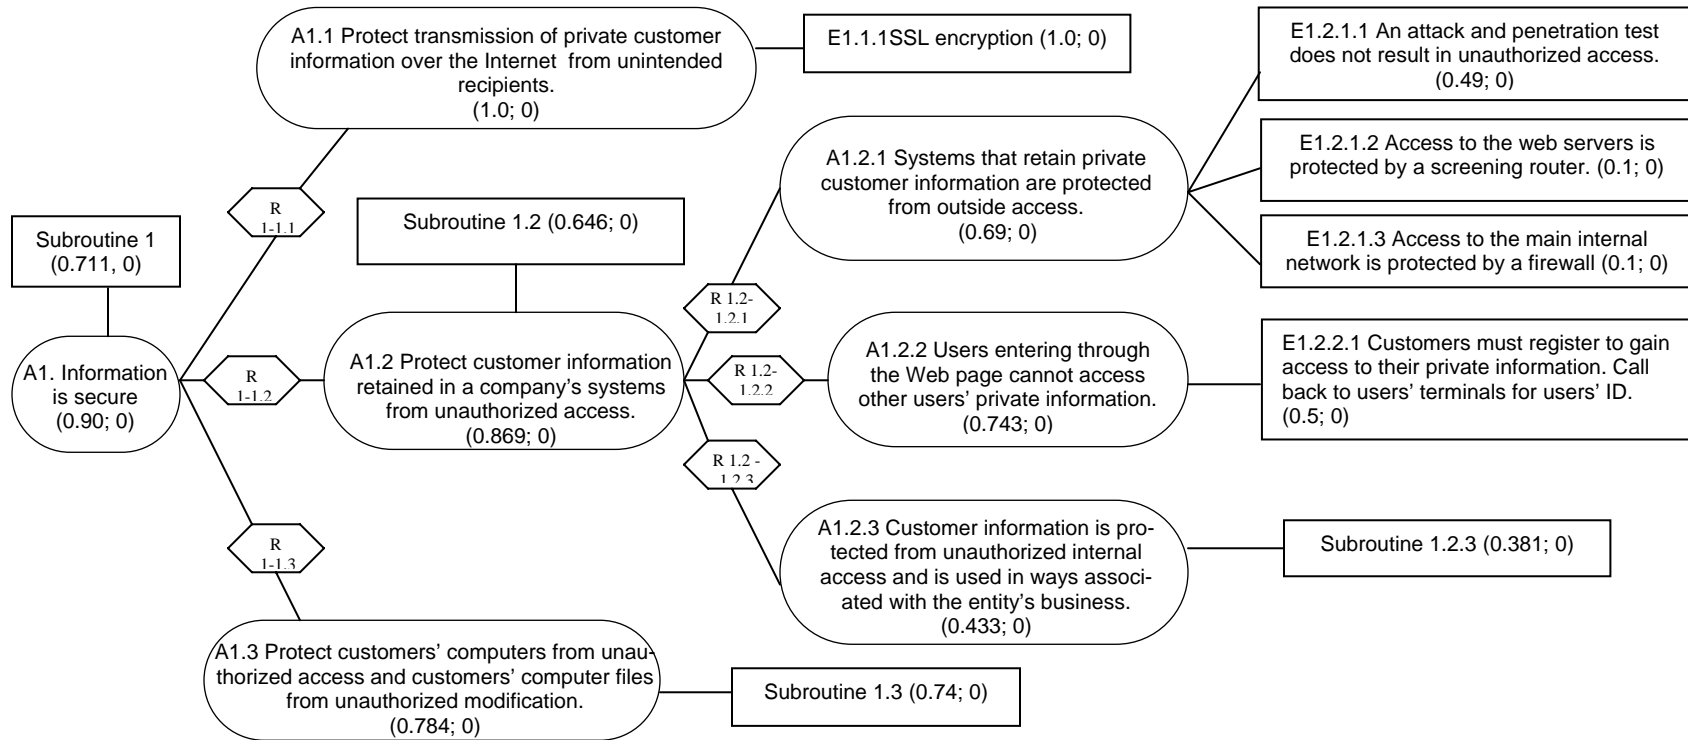 A1.1 Protect transmission of private customer
information over the Internet from unintended
recipients.
(1.0; 0)
E1.1.1SSL encryption (1.0; 0)
E1.2.1.1 An attack and penetration test
does not result in unauthorized access.
(0.49; 0)
E1.2.1.2 Access to the web servers is
protected by a screening router. (0.1; 0)
E1.2.1.3 Access to the main internal
network is protected by a firewall (0.1; 0)
A1.2.1 Systems that retain private
customer information are protected
from outside access.
(0.69; 0)
R
1-1.1
Subroutine 1.2 (0.646; 0)
Subroutine 1
(0.711, 0)
R 1.2-
1.2.1
A1. Information
is secure
(0.90; 0)
R
1-1.2
A1.2 Protect customer information
retained in a company’s systems
from unauthorized access.
(0.869; 0)
R 1.2-
1.2.2
A1.2.2 Users entering through
the Web page cannot access
other users’ private information.
(0.743; 0)
E1.2.2.1 Customers must register to gain
access to their private information. Call
back to users’ terminals for users’ ID.
(0.5; 0)
R 1.2 -
1.2.3
R
1-1.3
A1.2.3 Customer information is pro-
tected from unauthorized internal
access and is used in ways associ-
ated with the entity’s business.
(0.433; 0)
Subroutine 1.2.3 (0.381; 0)
A1.3 Protect customers’ computers from unau-
thorized access and customers’ computer files
from unauthorized modification.
(0.784; 0)
Subroutine 1.3 (0.74; 0)